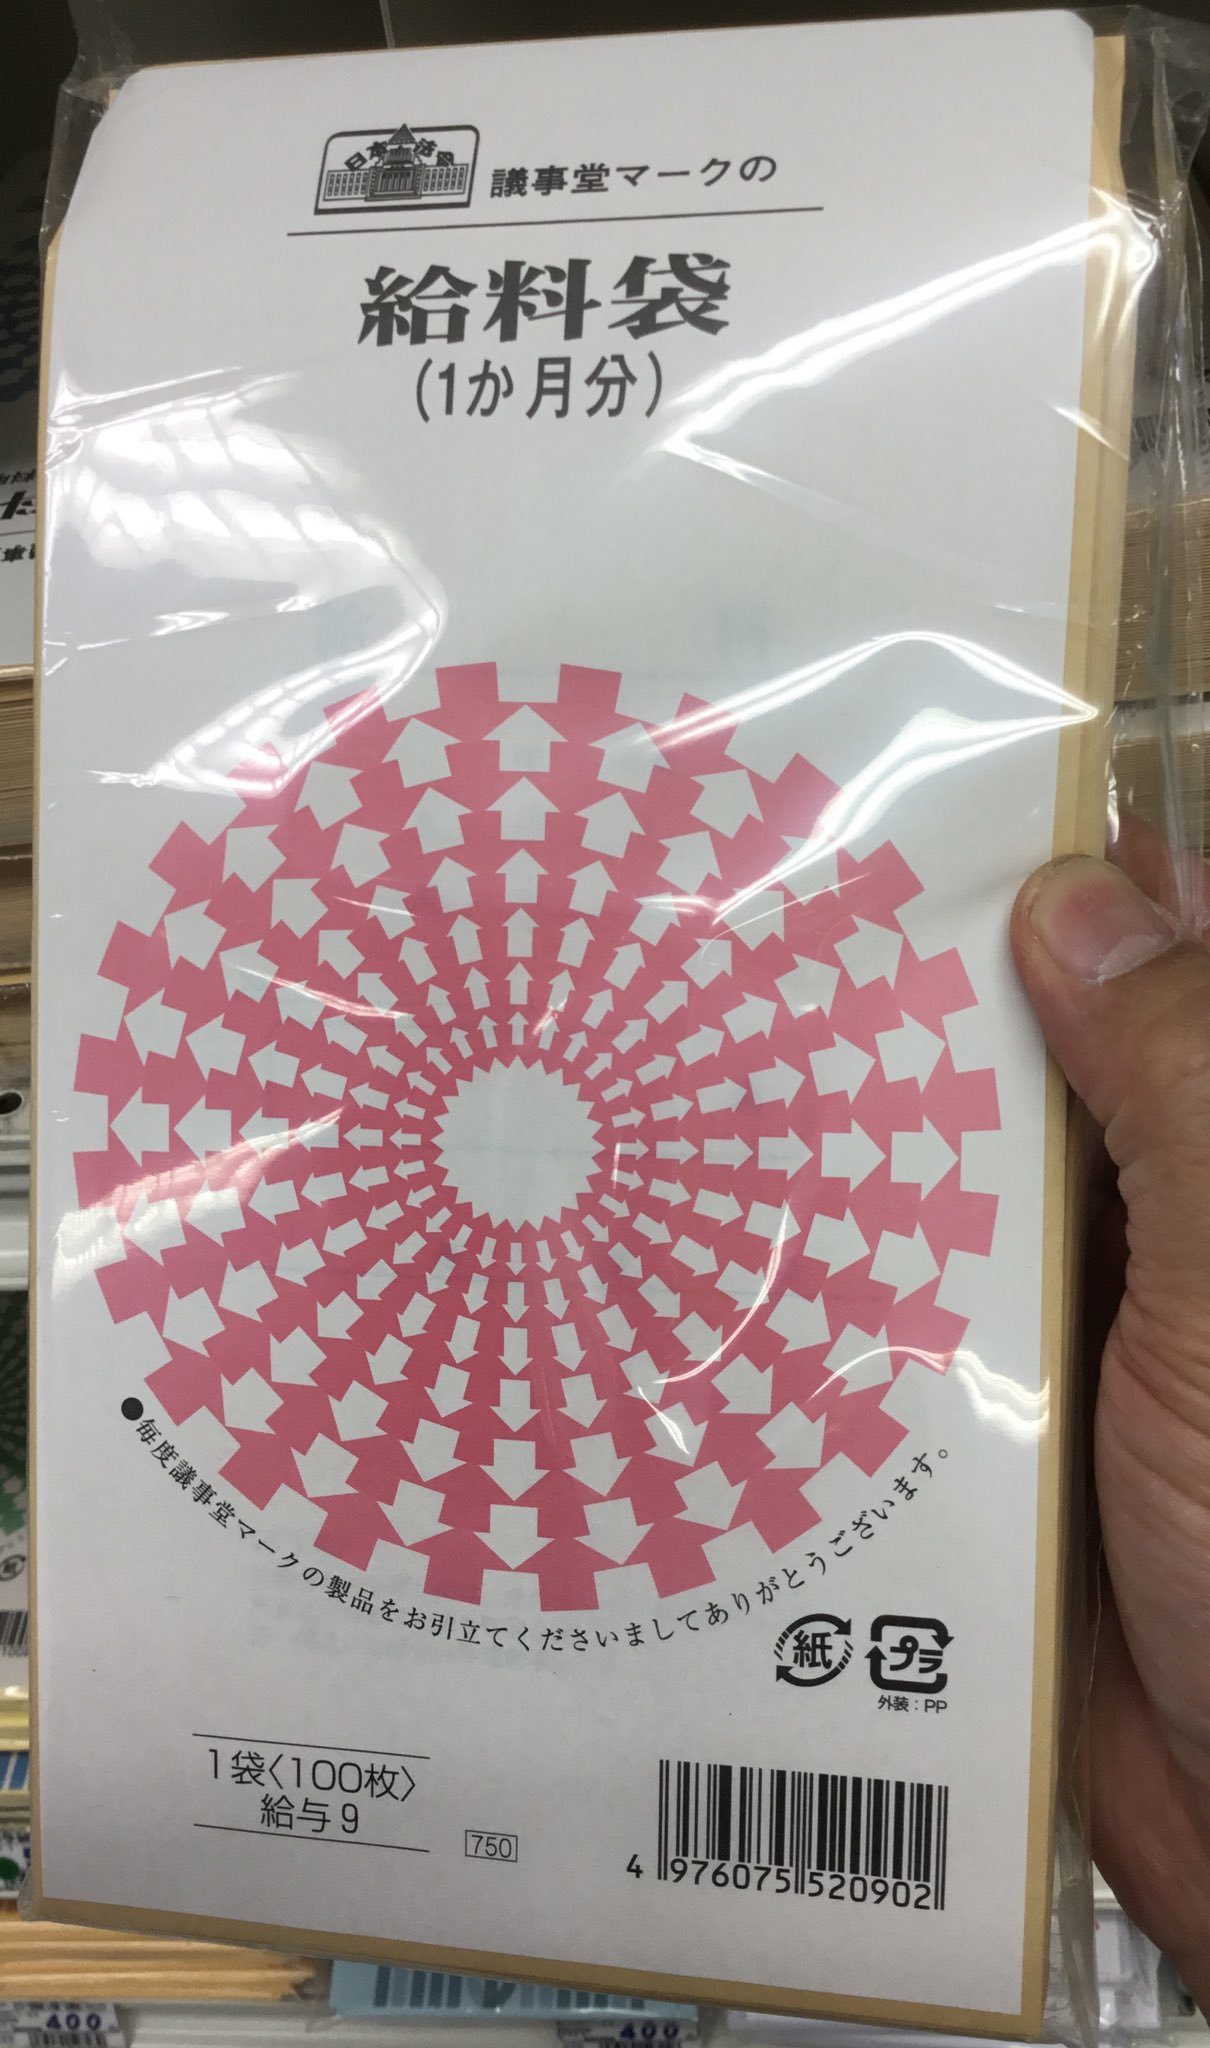 日本法令
議事堂マークの
給料袋
(1か月分)
●毎度議事堂マークの製品をお引立てくださいましてありがとうございます。
紙
プラ
外装:PP
1袋〈100枚〉
給与9
750
4 976075 520902
400
400